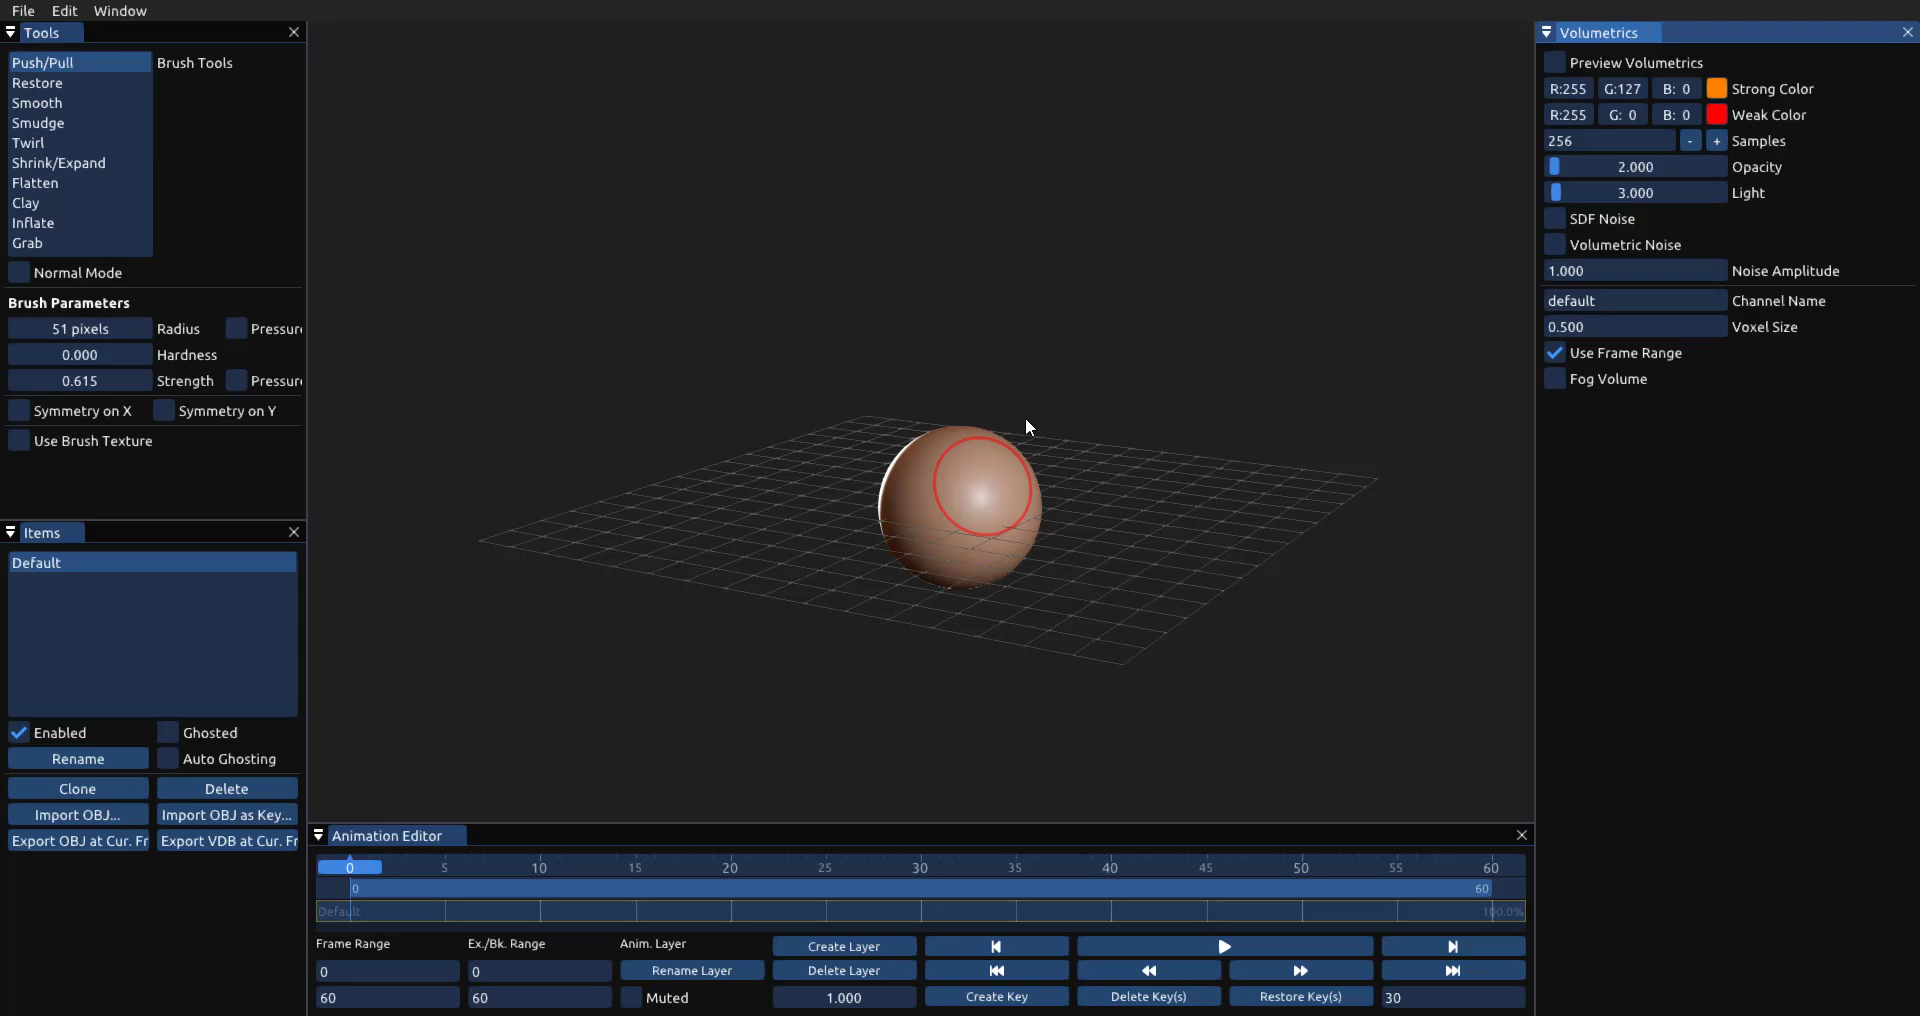 File Edit Window
Tools
Push/Pull Brush Tools
Restore
Smooth
Smudge
Twirl
Shrink/Expand
Flatten
Clay
Inflate
Grab
Normal Mode
Brush Parameters
51 pixels Radius Pressure
0.000 Hardness
0.615 Strength Pressure
Symmetry on X Symmetry on Y
Use Brush Texture
Items
Default
Enabled Ghosted
Rename Auto Ghosting
Clone Delete
Import OBJ... Import OBJ as Key...
Export OBJ at Cur. Fr Export VDB at Cur. Fr
Animation Editor
0 5 10 15 20 25 30 35 40 45 50 55 60
0 60
Default 100.0%
Frame Range Ex./Bk. Range Anim. Layer Create Layer
0 0 Rename Layer Delete Layer
60 60 Muted 1.000 Create Key Delete Key(s) Restore Key(s) 30
Volumetrics
Preview Volumetrics
R:255 G:127 B: 0 Strong Color
R:255 G: 0 B: 0 Weak Color
256 - + Samples
2.000 Opacity
3.000 Light
SDF Noise
Volumetric Noise
1.000 Noise Amplitude
default Channel Name
0.500 Voxel Size
Use Frame Range
Fog Volume